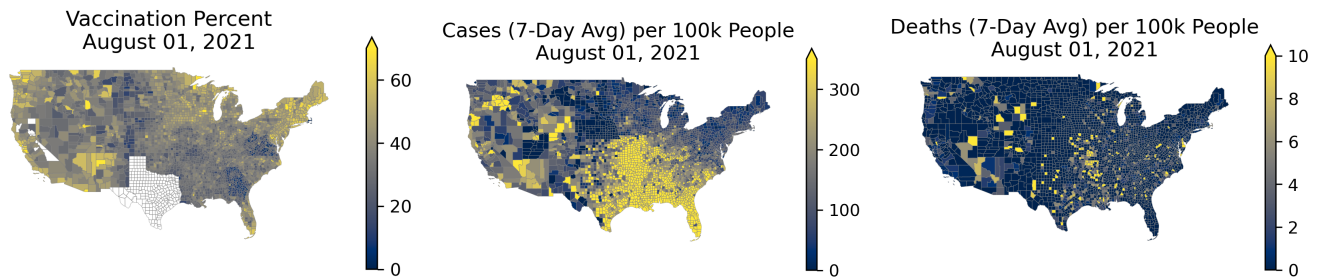 Vaccination Percent
August 01, 2021
60
40
20
0
Cases (7-Day Avg) per 100k People
August 01, 2021
300
200
100
0
Deaths (7-Day Avg) per 100k People
August 01, 2021
10
8
6
4
2
0